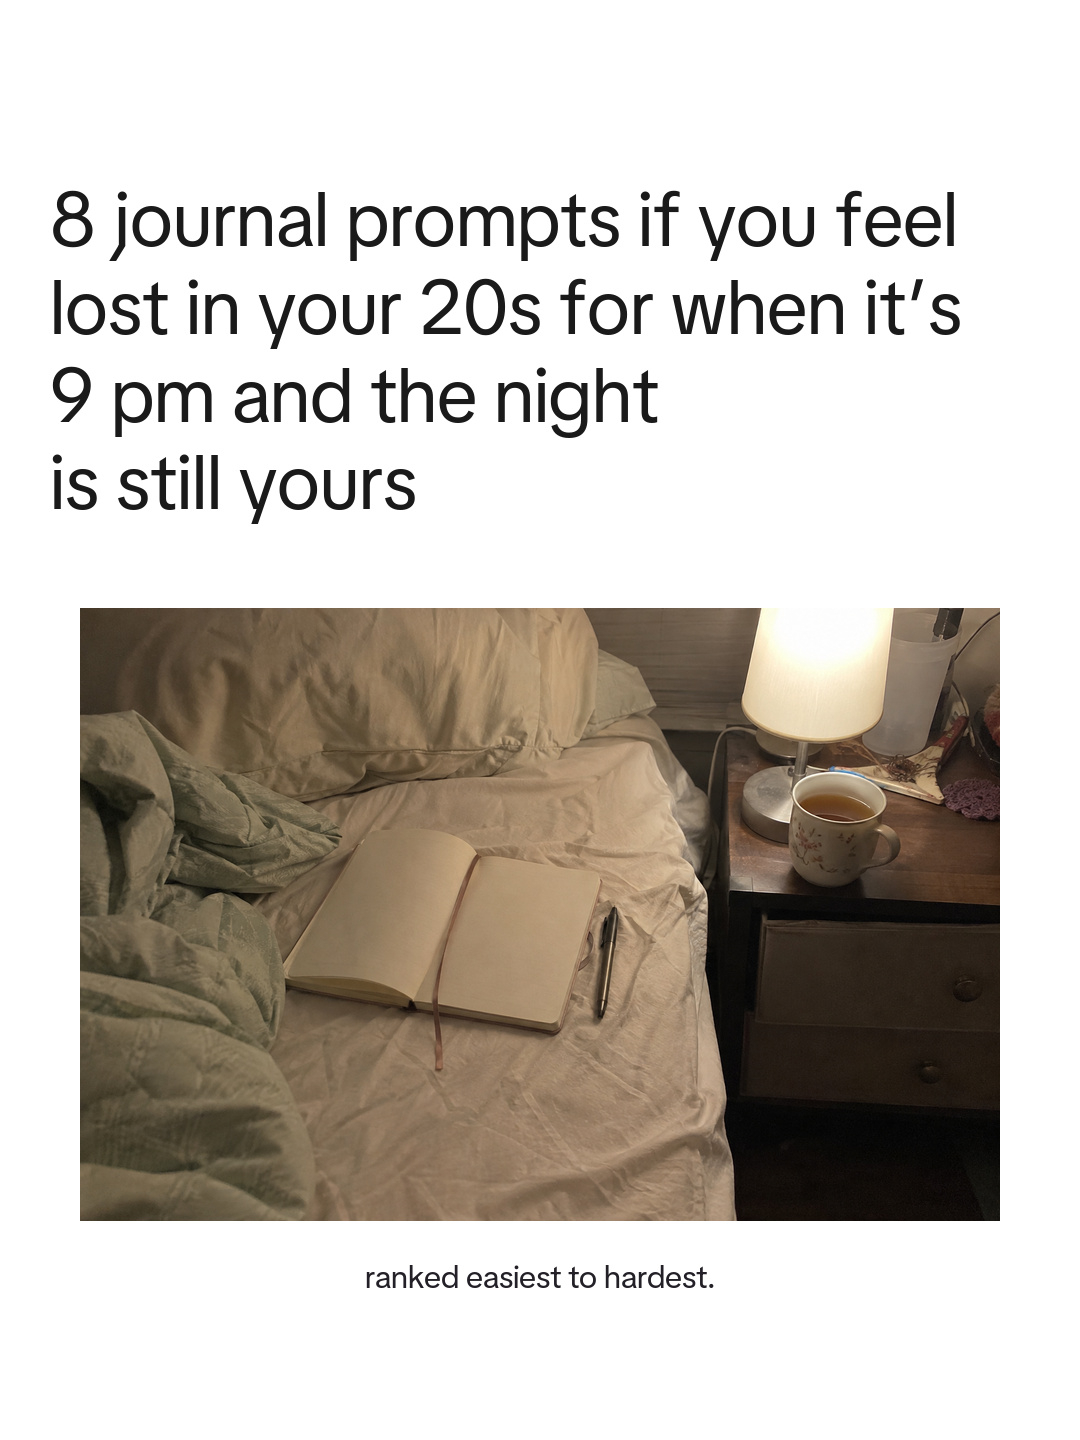 8 journal prompts if you feel
lost in your 20s for when it’s
9 pm and the night
is still yours
ranked easiest to hardest.